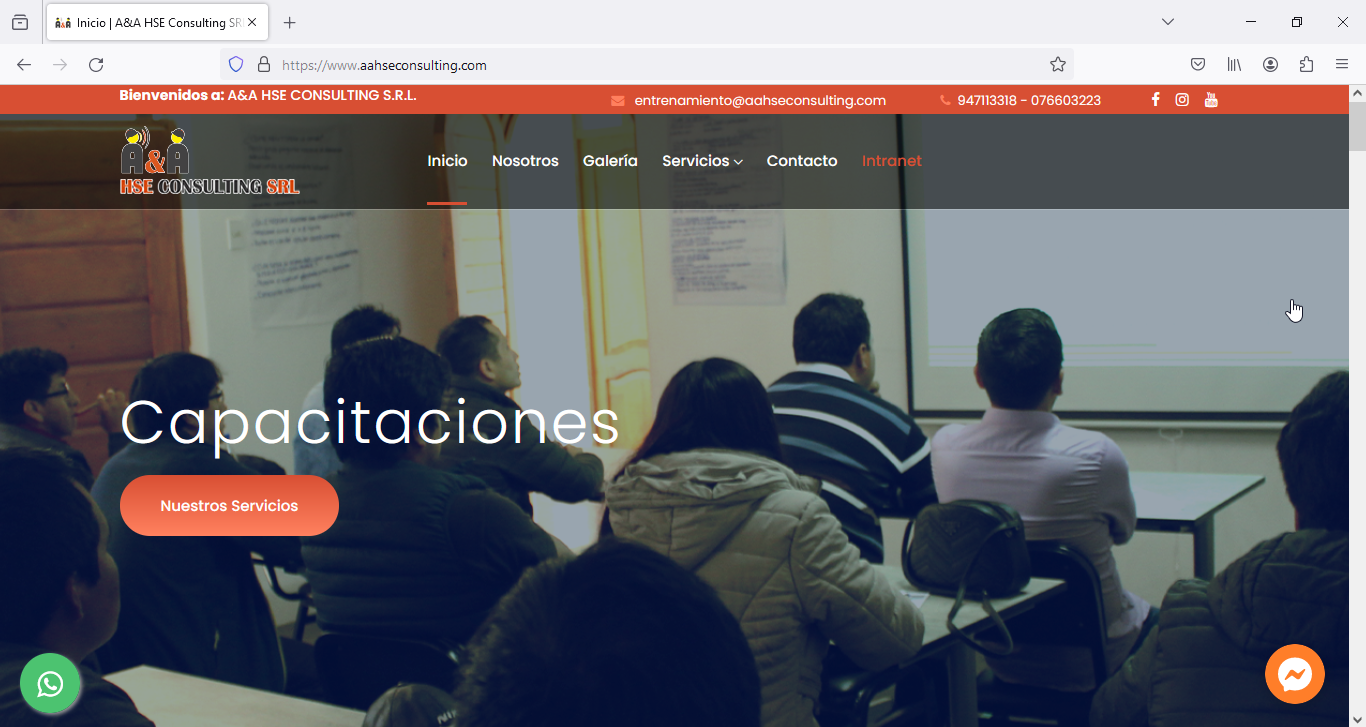 Inicio | A&A HSE Consulting SR
https://www.aahseconsulting.com
Bienvenidos a: A&A HSE CONSULTING S.R.L.
entrenamiento@aahseconsulting.com
947113318 - 076603223
A&A
HSE CONSULTING SRL
Inicio
Nosotros
Galería
Servicios
Contacto
Intranet
Capacitaciones
Nuestros Servicios